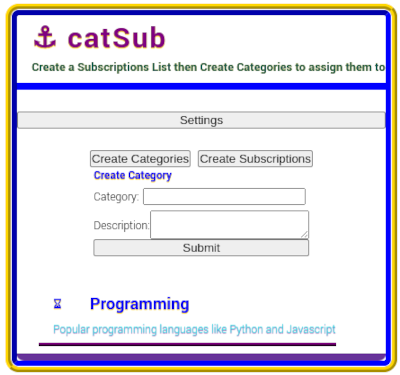 ⚓ catSub
Create a Subscriptions List then Create Categories to assign them to
Settings
Create Categories Create Subscriptions
Create Category
Category:
Description:
Submit
Programming
Popular programming languages like Python and Javascript